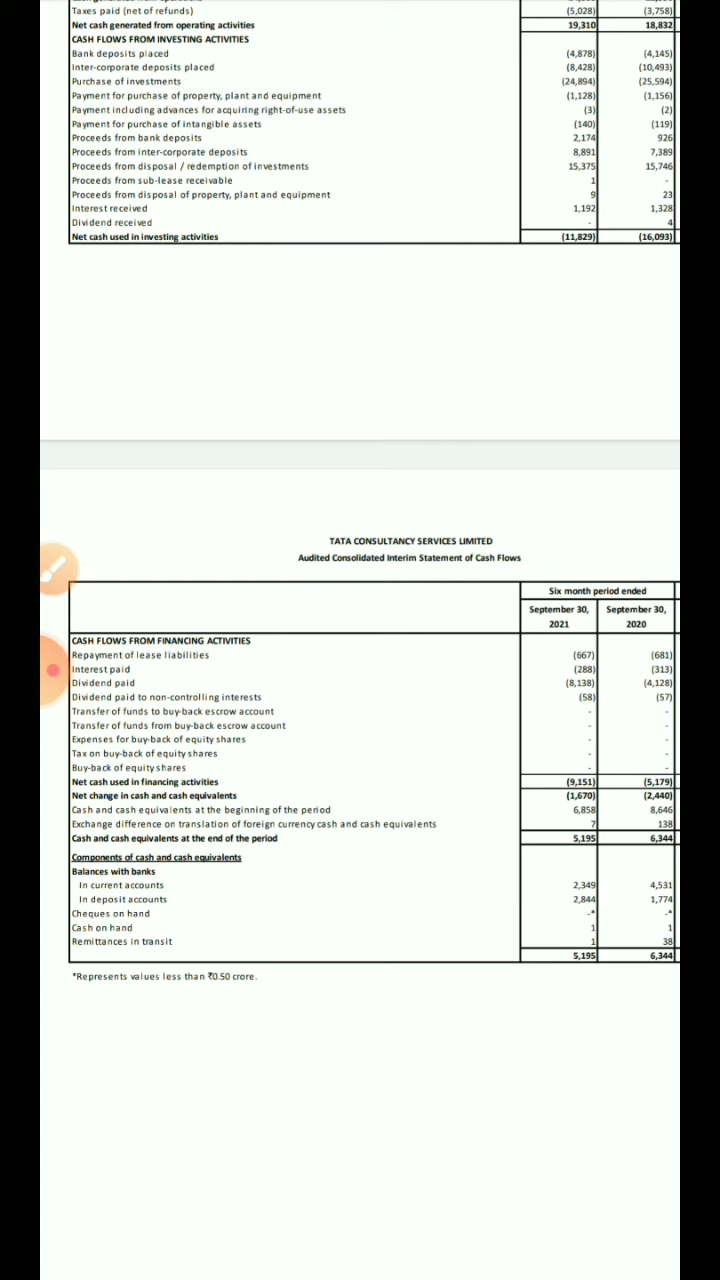 Taxes paid (net of refunds) (5,028) (3,758)
Net cash generated from operating activities 19,310 18,832
CASH FLOWS FROM INVESTING ACTIVITIES
Bank deposits placed (4,878) (4,145)
Inter-corporate deposits placed (8,428) (10,493)
Purchase of investments (24,894) (25,594)
Payment for purchase of property, plant and equipment (1,128) (1,156)
Payment including advances for acquiring right-of-use assets (3) (2)
Payment for purchase of intangible assets (140) (119)
Proceeds from bank deposits 2,174 926
Proceeds from inter-corporate deposits 8,891 7,389
Proceeds from disposal / redemption of investments 15,375 15,746
Proceeds from sub-lease receivable 1 -
Proceeds from disposal of property, plant and equipment 9 23
Interest received 1,192 1,328
Dividend received - 4
Net cash used in investing activities (11,829) (16,093)
TATA CONSULTANCY SERVICES LIMITED
Audited Consolidated Interim Statement of Cash Flows
Six month period ended
September 30, September 30,
2021 2020
CASH FLOWS FROM FINANCING ACTIVITIES
Repayment of lease liabilities (667) (681)
Interest paid (288) (313)
Dividend paid (8,138) (4,128)
Dividend paid to non-controlling interests (58) (57)
Transfer of funds to buy-back escrow account - -
Transfer of funds from buy-back escrow account - -
Expenses for buy-back of equity shares - -
Tax on buy-back of equity shares - -
Buy-back of equity shares - -
Net cash used in financing activities (9,151) (5,179)
Net change in cash and cash equivalents (1,670) (2,440)
Cash and cash equivalents at the beginning of the period 6,858 8,646
Exchange difference on translation of foreign currency cash and cash equivalents 7 138
Cash and cash equivalents at the end of the period 5,195 6,344
Components of cash and cash equivalents
Balances with banks
In current accounts 2,349 4,531
In deposit accounts 2,844 1,774
Cheques on hand -* -*
Cash on hand 1 1
Remittances in transit 1 38
5,195 6,344
*Represents values less than ₹0.50 crore.